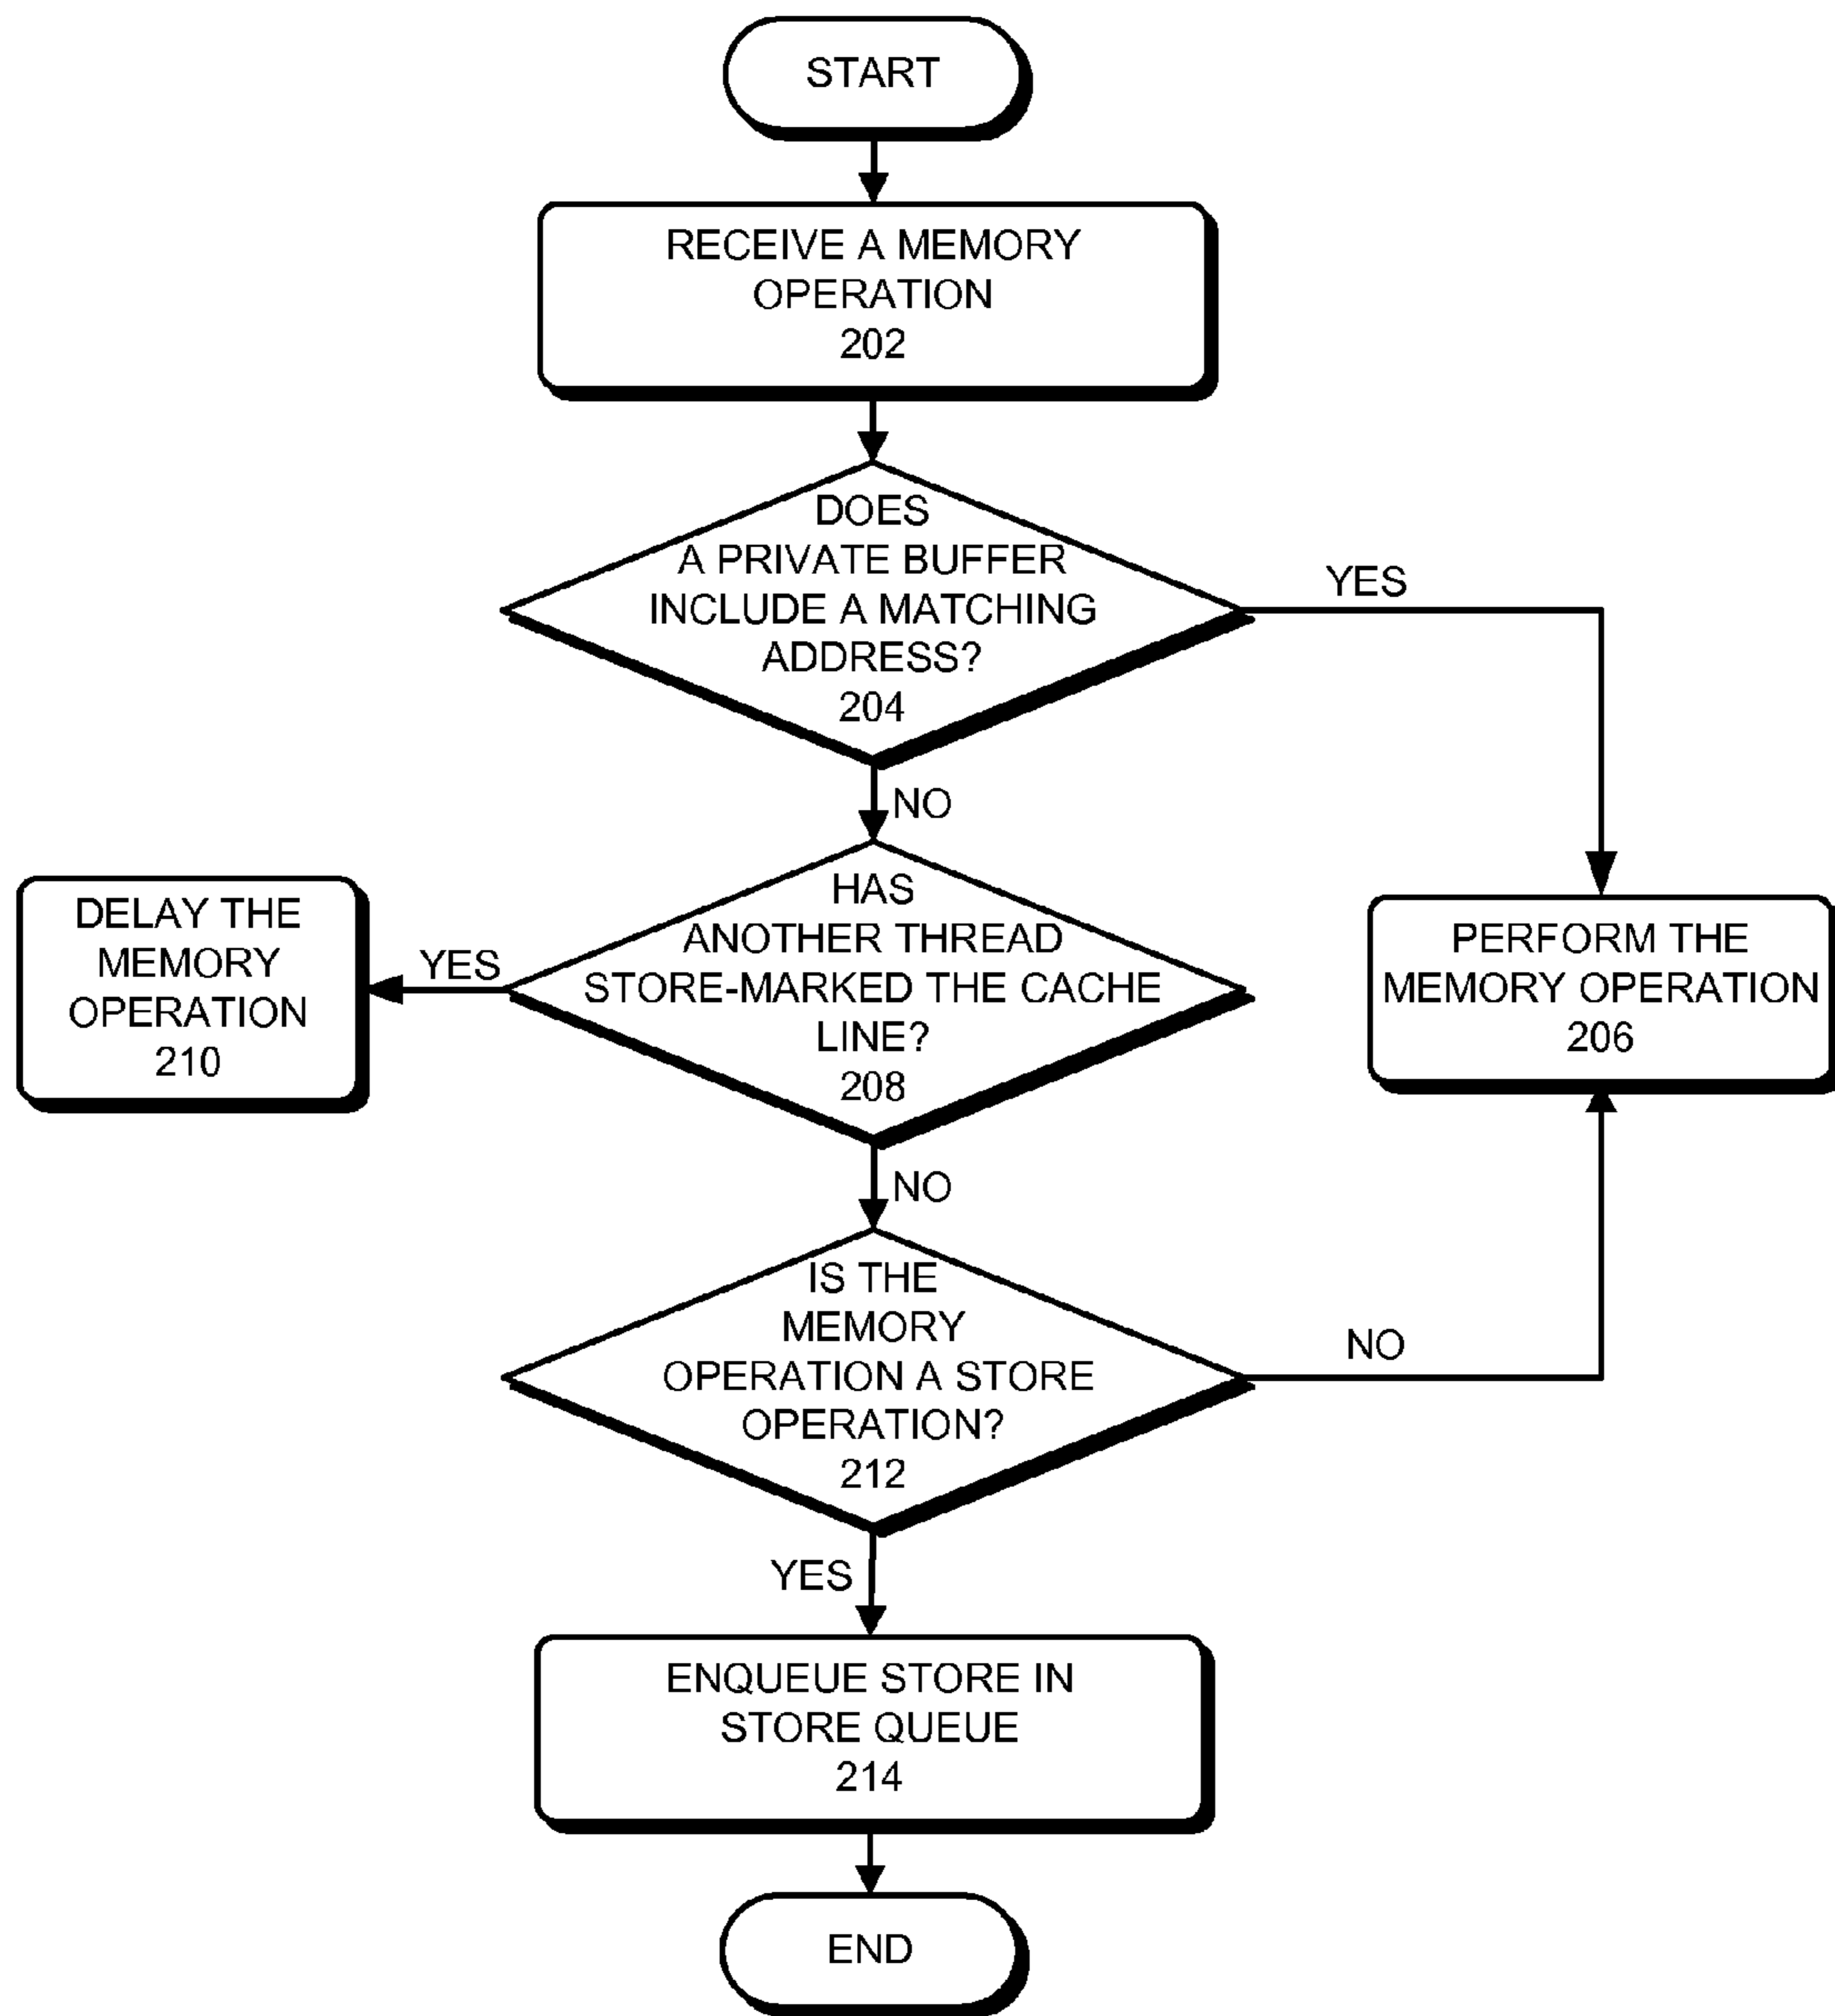 START
RECEIVE A MEMORY
OPERATION
202
DOES
A PRIVATE BUFFER
INCLUDE A MATCHING
ADDRESS?
204
YES
NO
HAS
ANOTHER THREAD
STORE-MARKED THE CACHE
LINE?
208
YES
DELAY THE
MEMORY
OPERATION
210
PERFORM THE
MEMORY OPERATION
206
NO
IS THE
MEMORY
OPERATION A STORE
OPERATION?
212
NO
YES
ENQUEUE STORE IN
STORE QUEUE
214
END